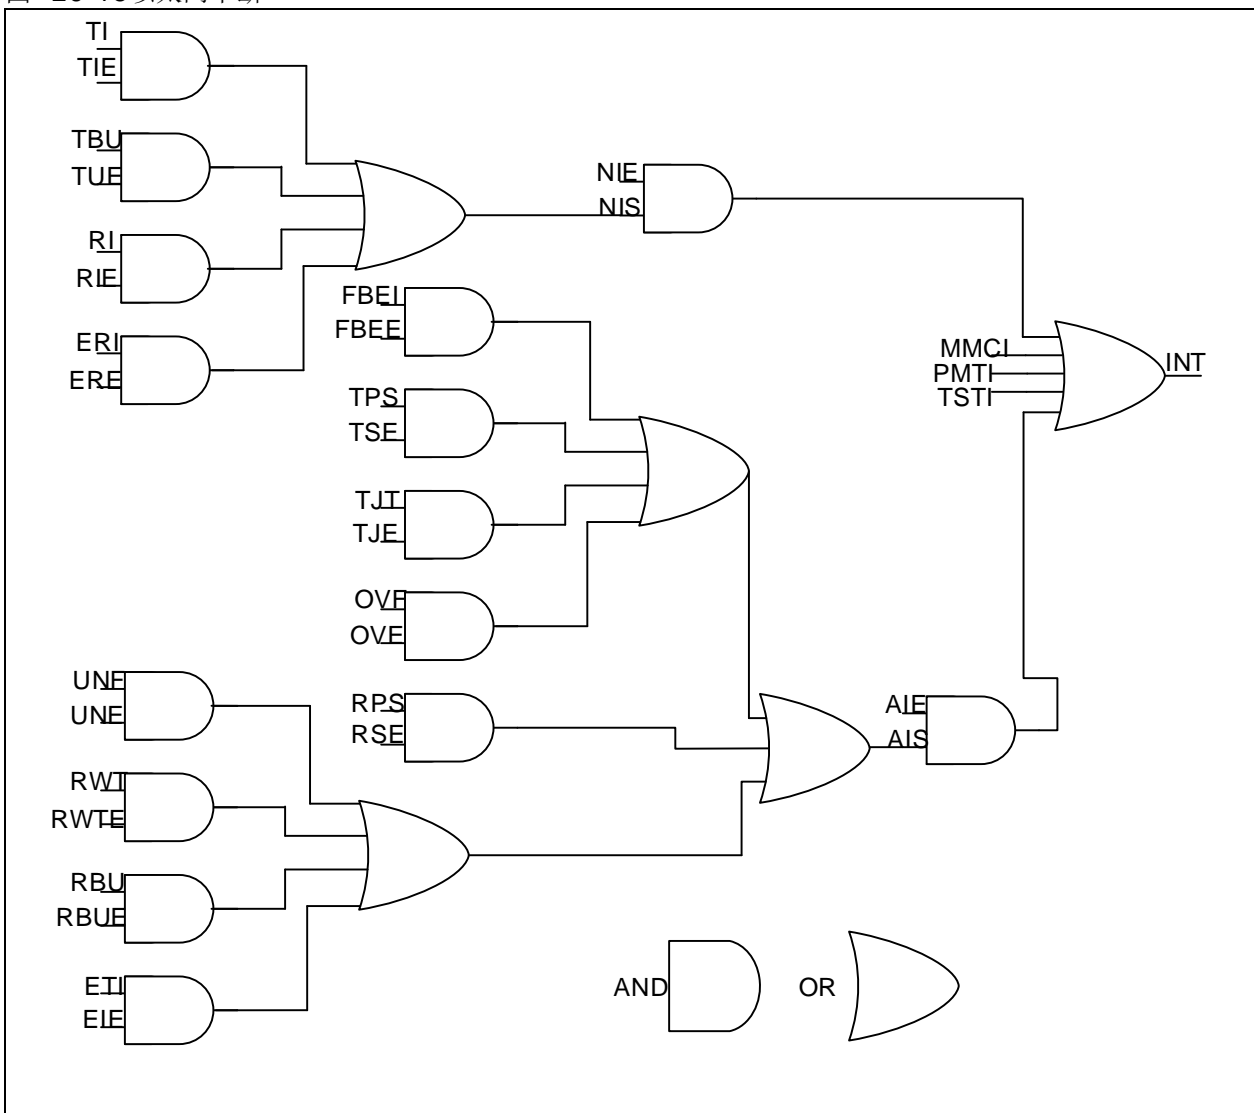 TI
TIE
TBU
TUE
RI
RIE
ERI
ERE
NIE
NIS
FBEI
FBEE
TPS
TSE
TJT
TJE
OVF
OVE
MMCI
PMTI
TSTI
INT
UNF
UNE
RPS
RSE
AIE
AIS
RWT
RWTE
RBU
RBUE
ETI
EIE
AND
OR